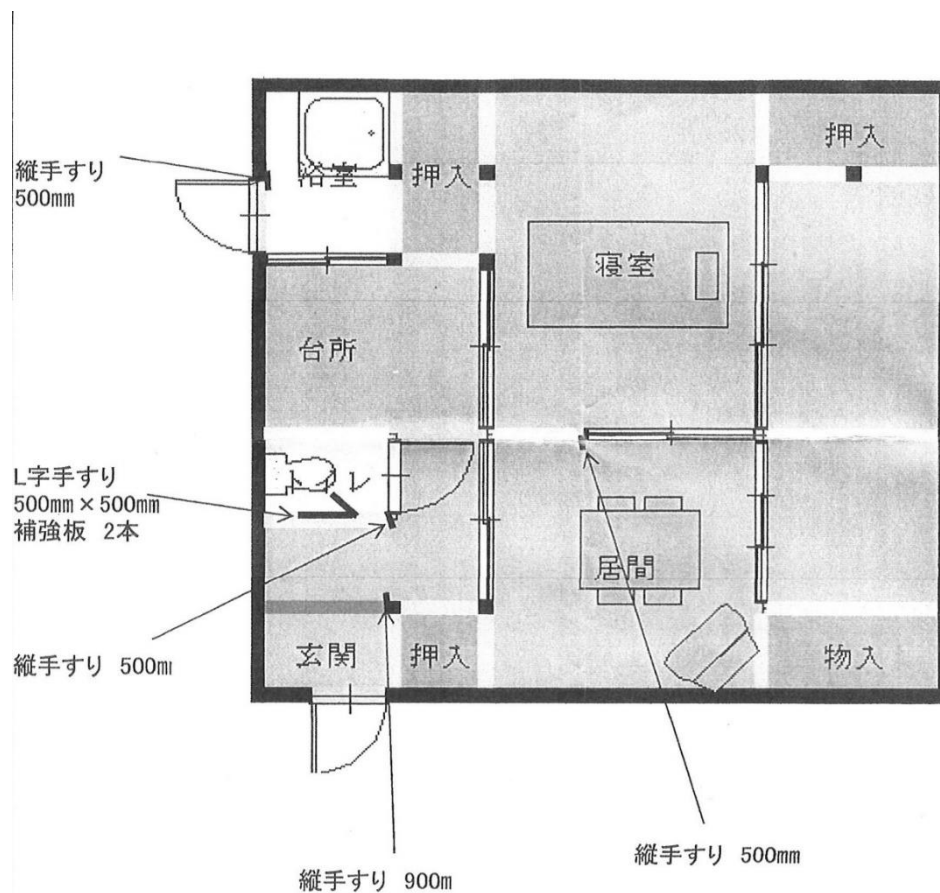 押入
縦手すり
500mm
浴室
押入
寝室
台所
L字手すり
500mm×500mm
補強板 2本
レ
居間
縦手すり 500m
玄関
押入
物入
縦手すり 500mm
縦手すり 900m